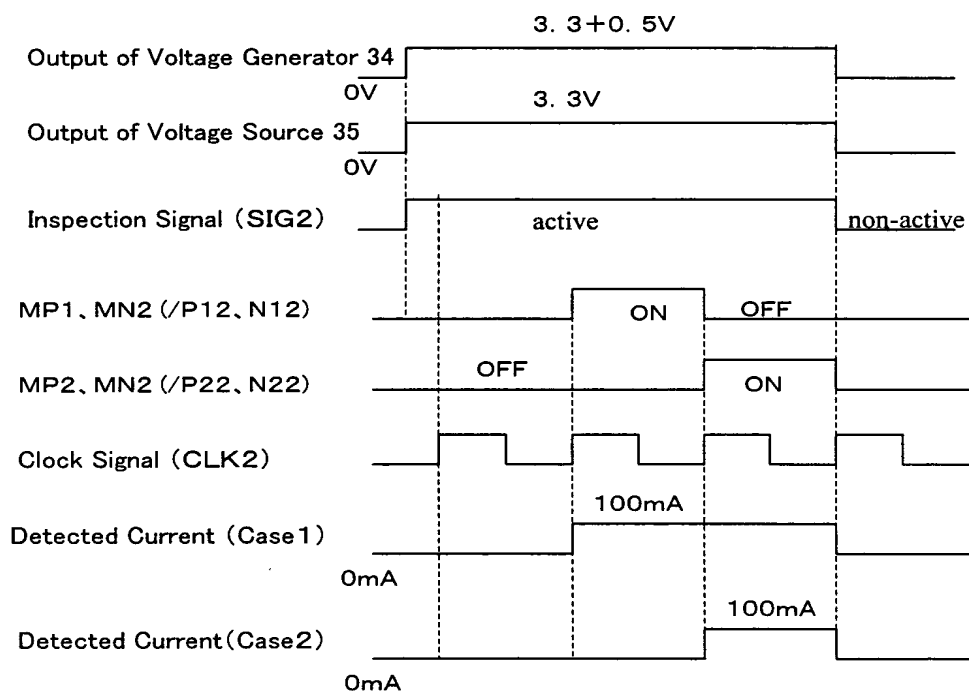 3. 3+0. 5V
Output of Voltage Generator 34
0V
3. 3V
Output of Voltage Source 35
0V
Inspection Signal (SIG2)
active
non-active
MP1、MN2 (/P12、N12)
ON
OFF
MP2、MN2 (/P22、N22)
OFF
ON
Clock Signal (CLK2)
100mA
Detected Current (Case1)
0mA
100mA
Detected Current(Case2)
0mA